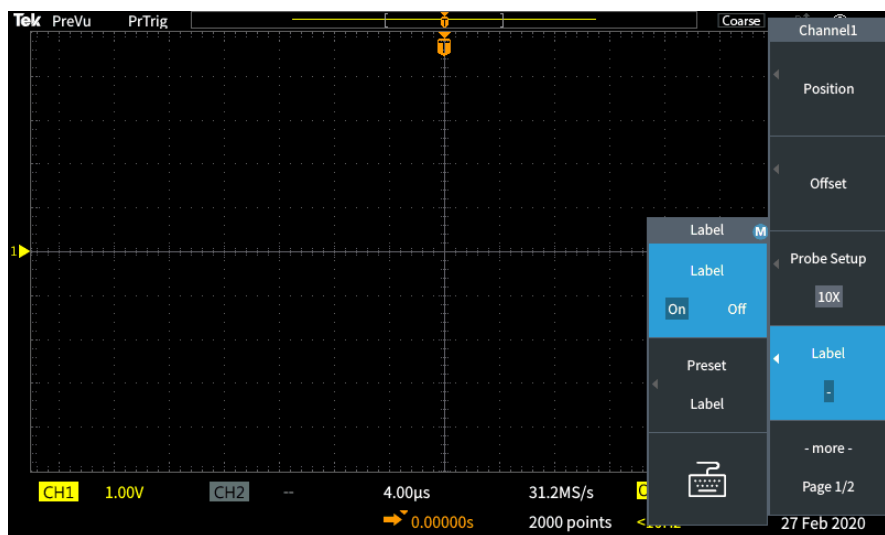 Tek PreVu PrTrig Coarse
T
T
Channel1
Position
Offset
Probe Setup
10X
Label
-
- more -
Page 1/2
Label M
Label
On Off
Preset
Label
1
CH1 1.00V CH2 -- 4.00µs 31.2MS/s
0.00000s 2000 points
27 Feb 2020